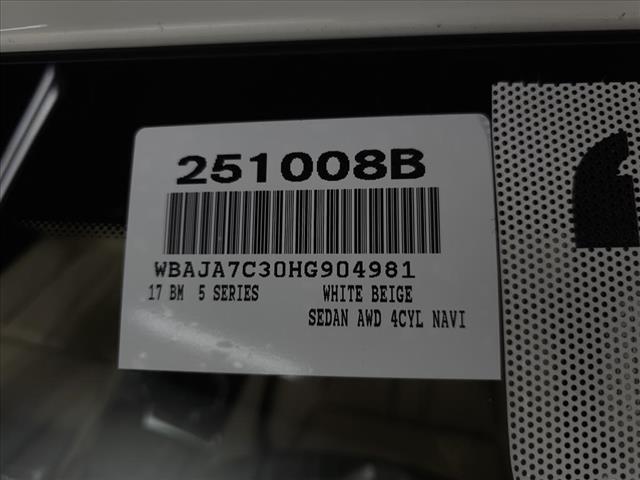 251008B
WBAJA7C30HG904981
17 BM 5 SERIES WHITE BEIGE
SEDAN AWD 4CYL NAVI